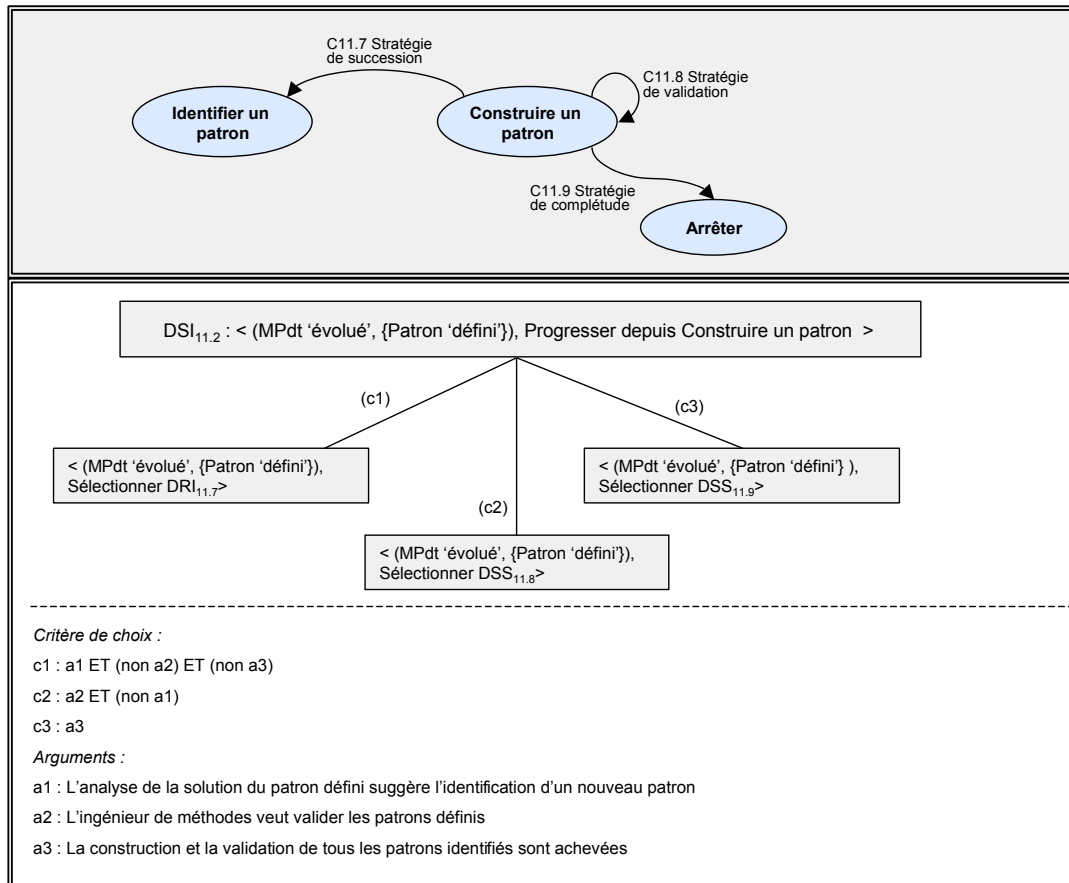 C11.7 Stratégie
de succession
C11.8 Stratégie
de validation
Identifier un
patron
Construire un
patron
C11.9 Stratégie
de complétude
Arrêter
DSI11.2 : < (MPdt ‘évolué’, {Patron ‘défini’}), Progresser depuis Construire un patron >
(c1)
(c3)
< (MPdt ‘évolué’, {Patron ‘défini’}),
Sélectionner DRI11.7>
< (MPdt ‘évolué’, {Patron ‘défini’} ),
Sélectionner DSS11.9>
(c2)
< (MPdt ‘évolué’, {Patron ‘défini’}),
Sélectionner DSS11.8>
Critère de choix :
c1 : a1 ET (non a2) ET (non a3)
c2 : a2 ET (non a1)
c3 : a3
Arguments :
a1 : L’analyse de la solution du patron défini suggère l’identification d’un nouveau patron
a2 : L’ingénieur de méthodes veut valider les patrons définis
a3 : La construction et la validation de tous les patrons identifiés sont achevées